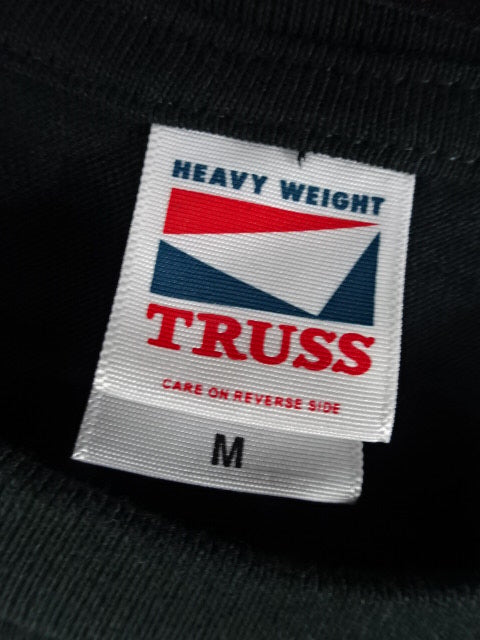 HEAVY WEIGHT
TRUSS
CARE ON REVERSE SIDE
M